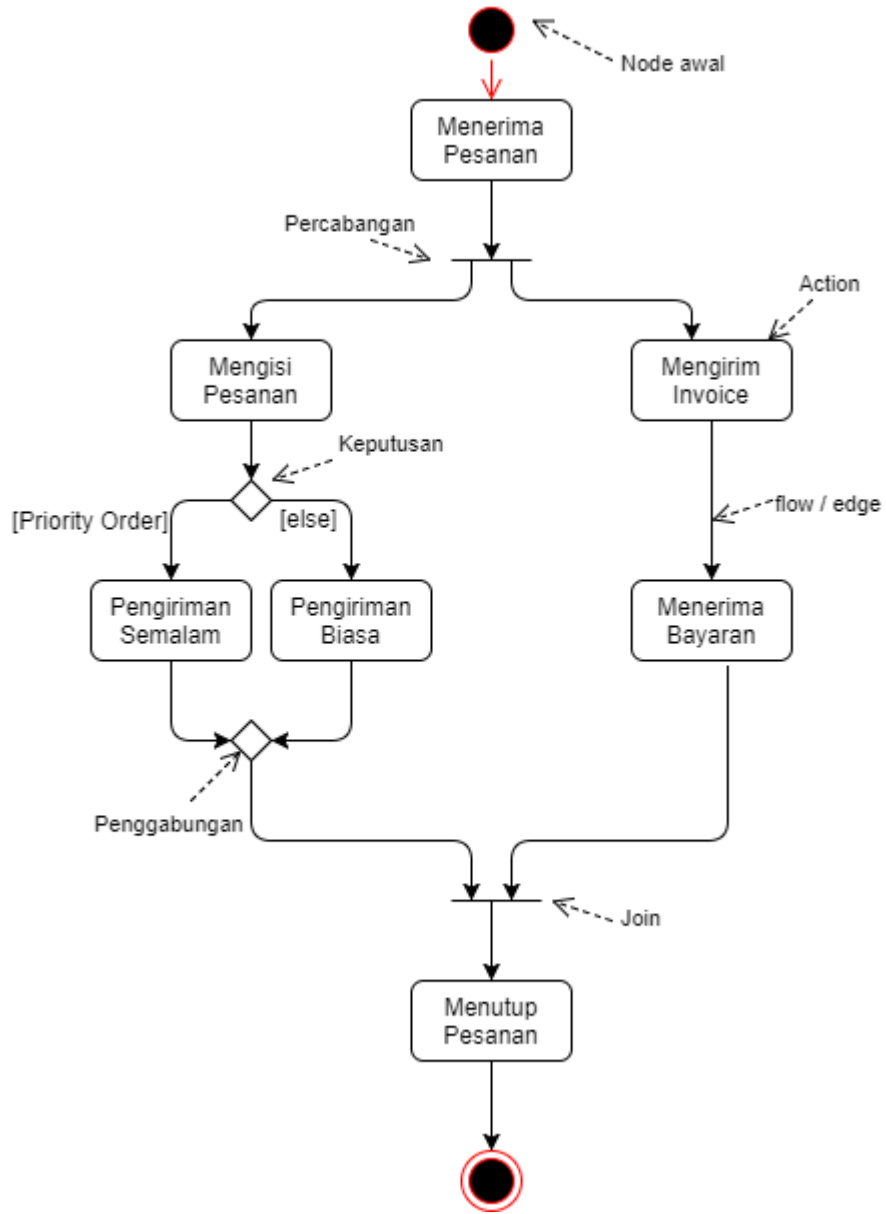 Node awal
Menerima
Pesanan
Percabangan
Action
Mengisi
Pesanan
Mengirim
Invoice
Keputusan
[Priority Order]
[else]
flow / edge
Pengiriman
Semalam
Pengiriman
Biasa
Menerima
Bayaran
Penggabungan
Join
Menutup
Pesanan